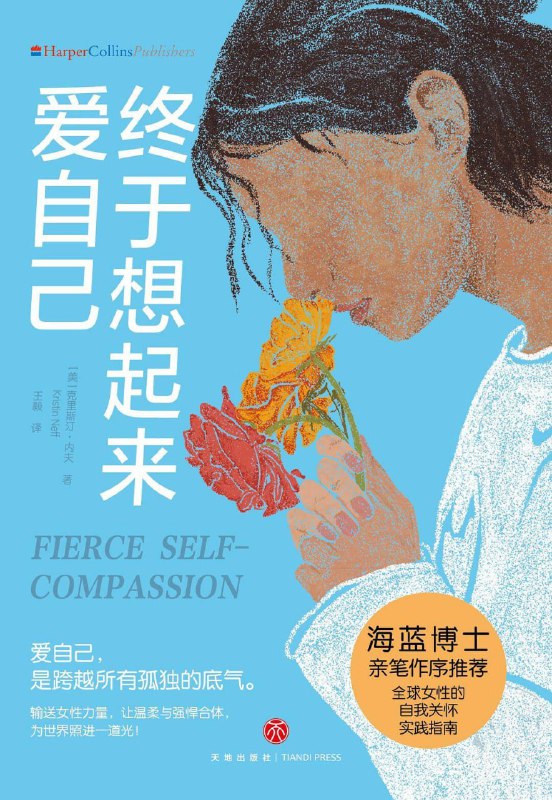 HarperCollinsPublishers
终于想起来
爱自己
[美] 克里斯汀·内夫 著
Kristin Neff
王毅 译
FIERCE SELF-
COMPASSION
爱自己，
是跨越所有孤独的底气。
输送女性力量，让温柔与强悍合体，
为世界照进一道光！
海蓝博士
亲笔作序推荐
全球女性的
自我关怀
实践指南
天地出版社 | TIANDI PRESS